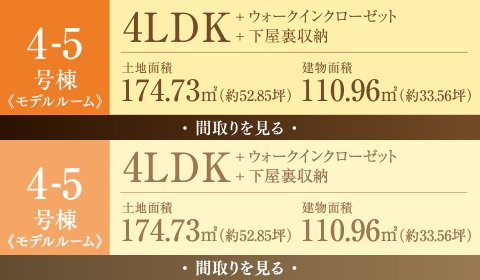 4-5
号棟
《モデルルーム》
4LDK
+ ウォークインクローゼット
+ 下屋裏収納
土地面積
174.73㎡(約52.85坪)
建物面積
110.96㎡(約33.56坪)
・ 間取りを見る ・
4-5
号棟
《モデルルーム》
4LDK
+ ウォークインクローゼット
+ 下屋裏収納
土地面積
174.73㎡(約52.85坪)
建物面積
110.96㎡(約33.56坪)
・ 間取りを見る ・